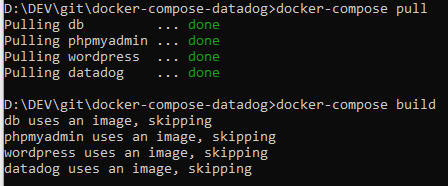 D:\DEV\git\docker-compose-datadog>docker-compose pull
Pulling db         ... done
Pulling phpmyadmin ... done
Pulling wordpress  ... done
Pulling datadog    ... done
D:\DEV\git\docker-compose-datadog>docker-compose build
db uses an image, skipping
phpmyadmin uses an image, skipping
wordpress uses an image, skipping
datadog uses an image, skipping